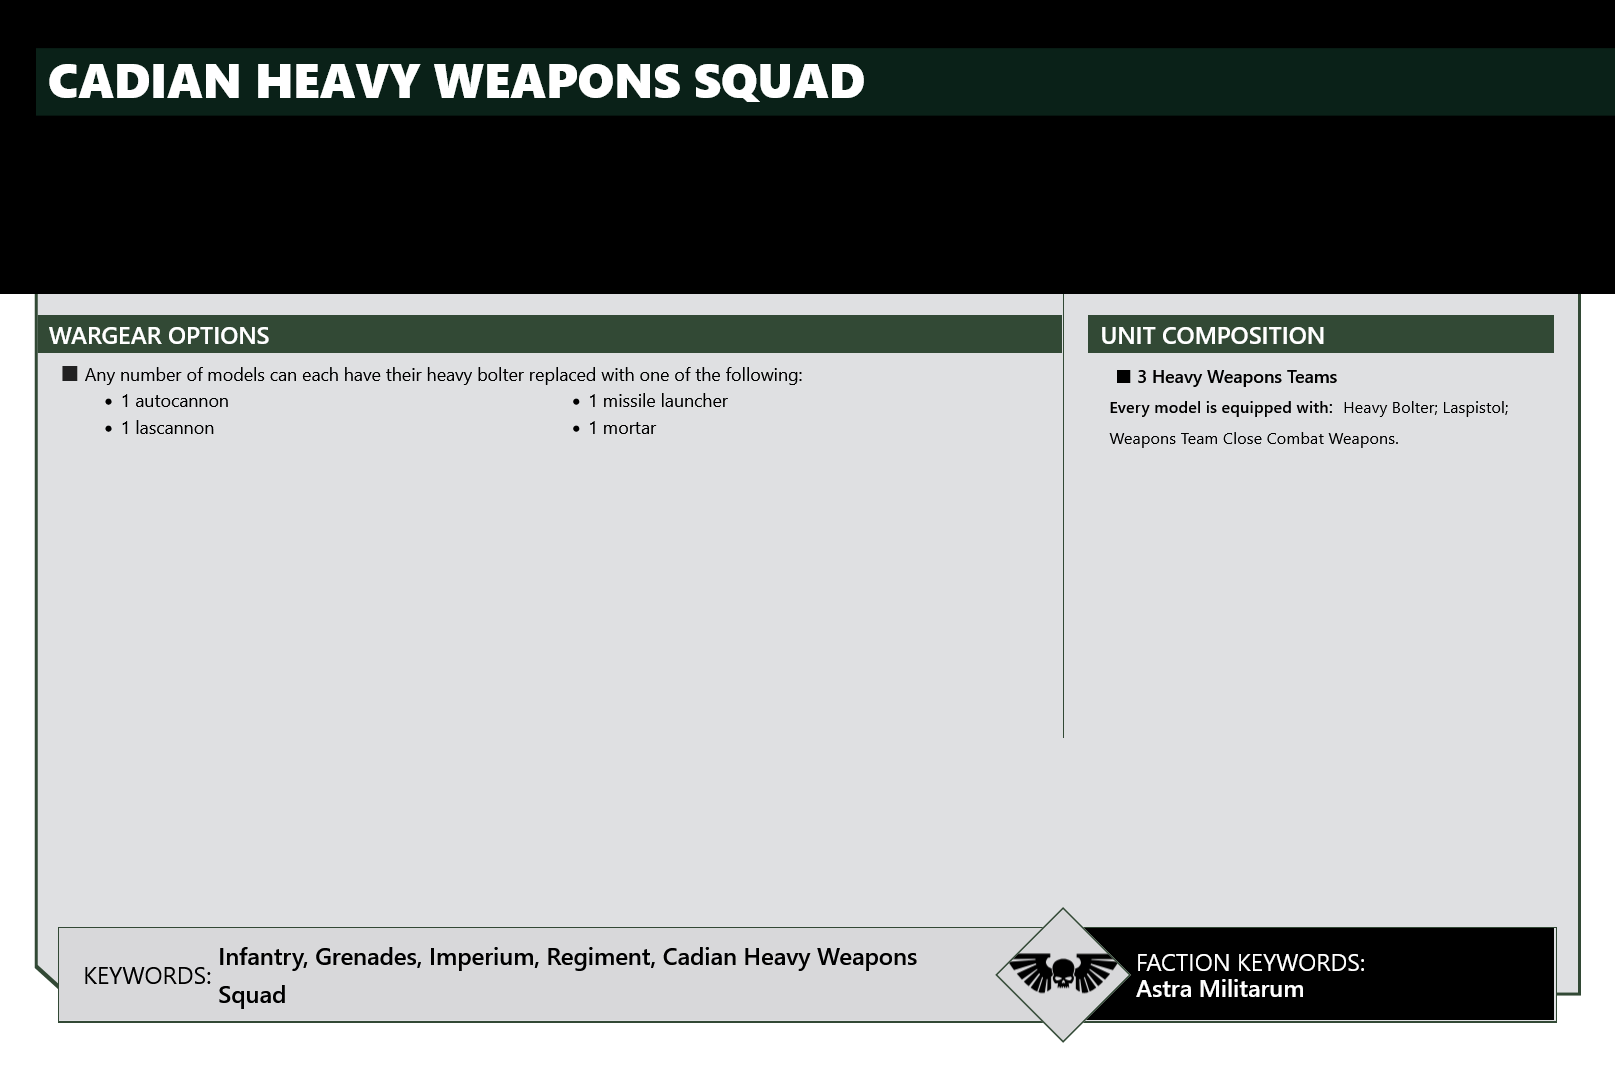 CADIAN HEAVY WEAPONS SQUAD
WARGEAR OPTIONS
■ Any number of models can each have their heavy bolter replaced with one of the following:
• 1 autocannon
• 1 lascannon
• 1 missile launcher
• 1 mortar
UNIT COMPOSITION
■ 3 Heavy Weapons Teams
Every model is equipped with: Heavy Bolter; Laspistol;
Weapons Team Close Combat Weapons.
KEYWORDS:
Infantry, Grenades, Imperium, Regiment, Cadian Heavy Weapons
Squad
FACTION KEYWORDS:
Astra Militarum